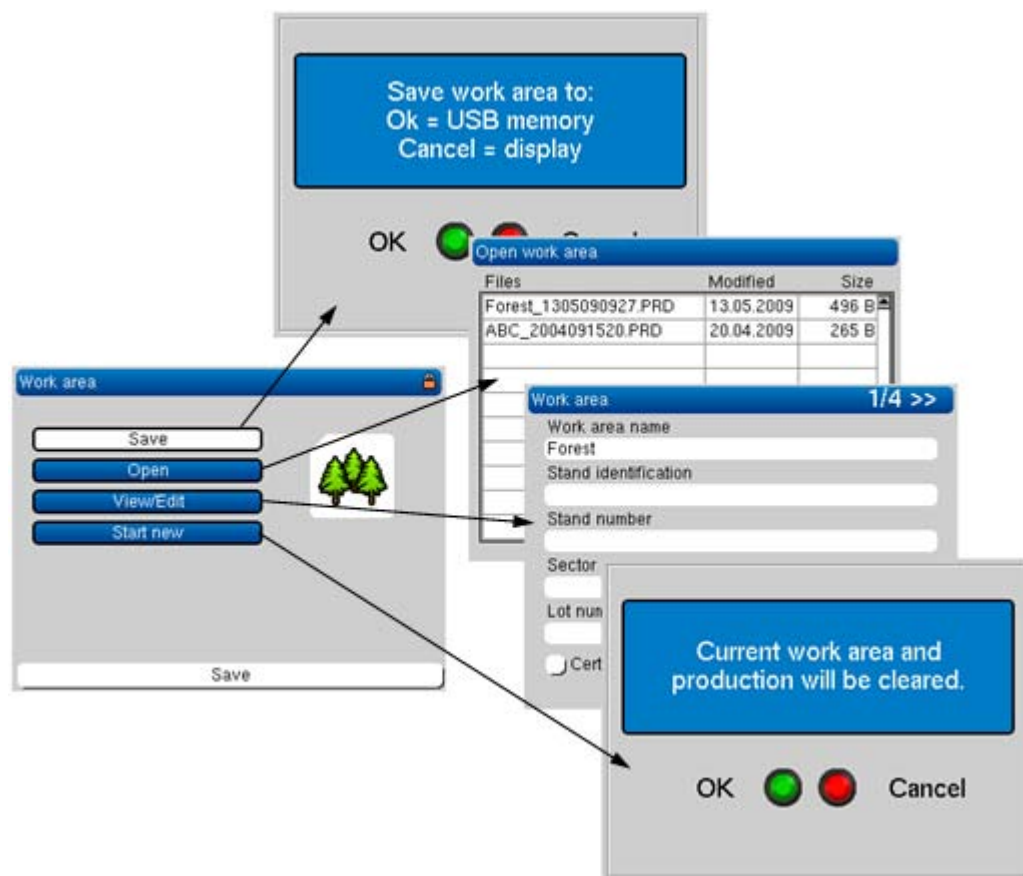 Save work area to:
Ok = USB memory
Cancel = display
OK
Open work area
Files Modified Size
Forest_1305090927.PRD 13.05.2009 496 B
ABC_2004091520.PRD 20.04.2009 265 B
Work area
Save
Open
View/Edit
Start new
Save
Work area 1/4 >>
Work area name
Forest
Stand identification
Stand number
Sector
Lot num
Cert
Current work area and
production will be cleared.
OK Cancel